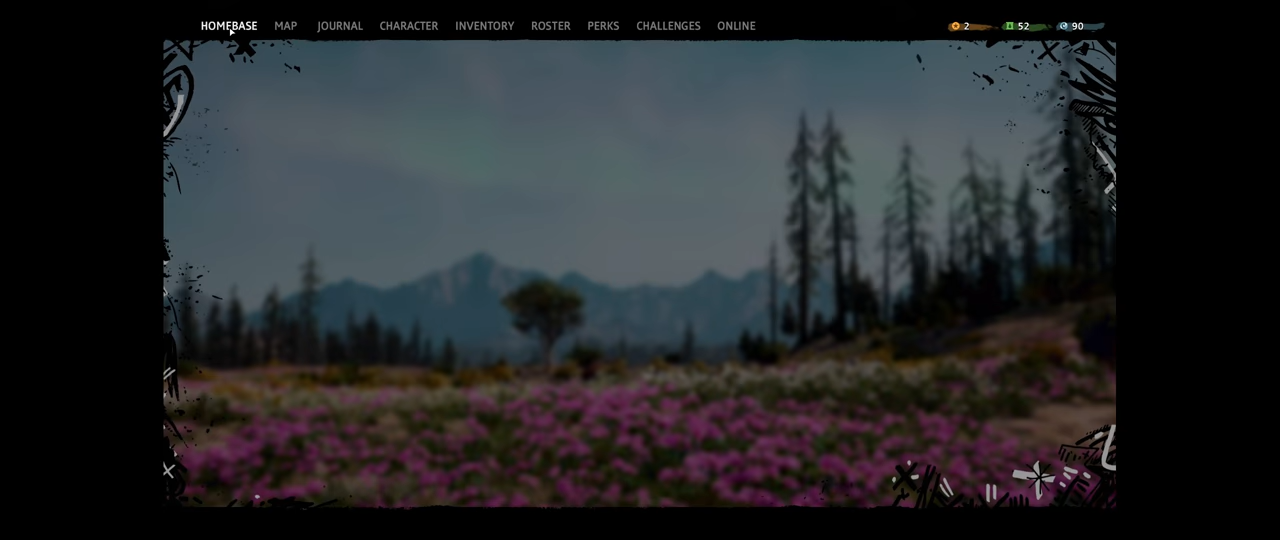 HOMEBASE MAP JOURNAL CHARACTER INVENTORY ROSTER PERKS CHALLENGES ONLINE 2 52 90